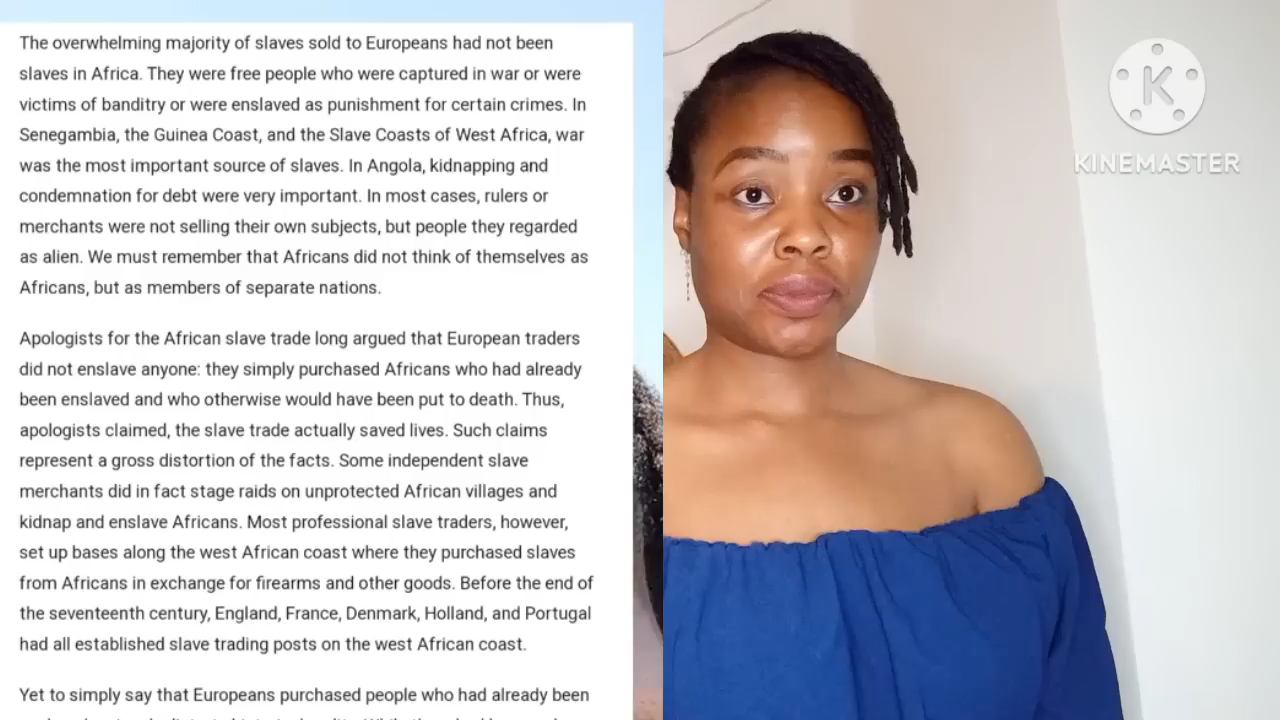 The overwhelming majority of slaves sold to Europeans had not been
slaves in Africa. They were free people who were captured in war or were
victims of banditry or were enslaved as punishment for certain crimes. In
Senegambia, the Guinea Coast, and the Slave Coasts of West Africa, war
was the most important source of slaves. In Angola, kidnapping and
condemnation for debt were very important. In most cases, rulers or
merchants were not selling their own subjects, but people they regarded
as alien. We must remember that Africans did not think of themselves as
Africans, but as members of separate nations.
Apologists for the African slave trade long argued that European traders
did not enslave anyone: they simply purchased Africans who had already
been enslaved and who otherwise would have been put to death. Thus,
apologists claimed, the slave trade actually saved lives. Such claims
represent a gross distortion of the facts. Some independent slave
merchants did in fact stage raids on unprotected African villages and
kidnap and enslave Africans. Most professional slave traders, however,
set up bases along the west African coast where they purchased slaves
from Africans in exchange for firearms and other goods. Before the end of
the seventeenth century, England, France, Denmark, Holland, and Portugal
had all established slave trading posts on the west African coast.
Yet to simply say that Europeans purchased people who had already been
K
KINEMASTER